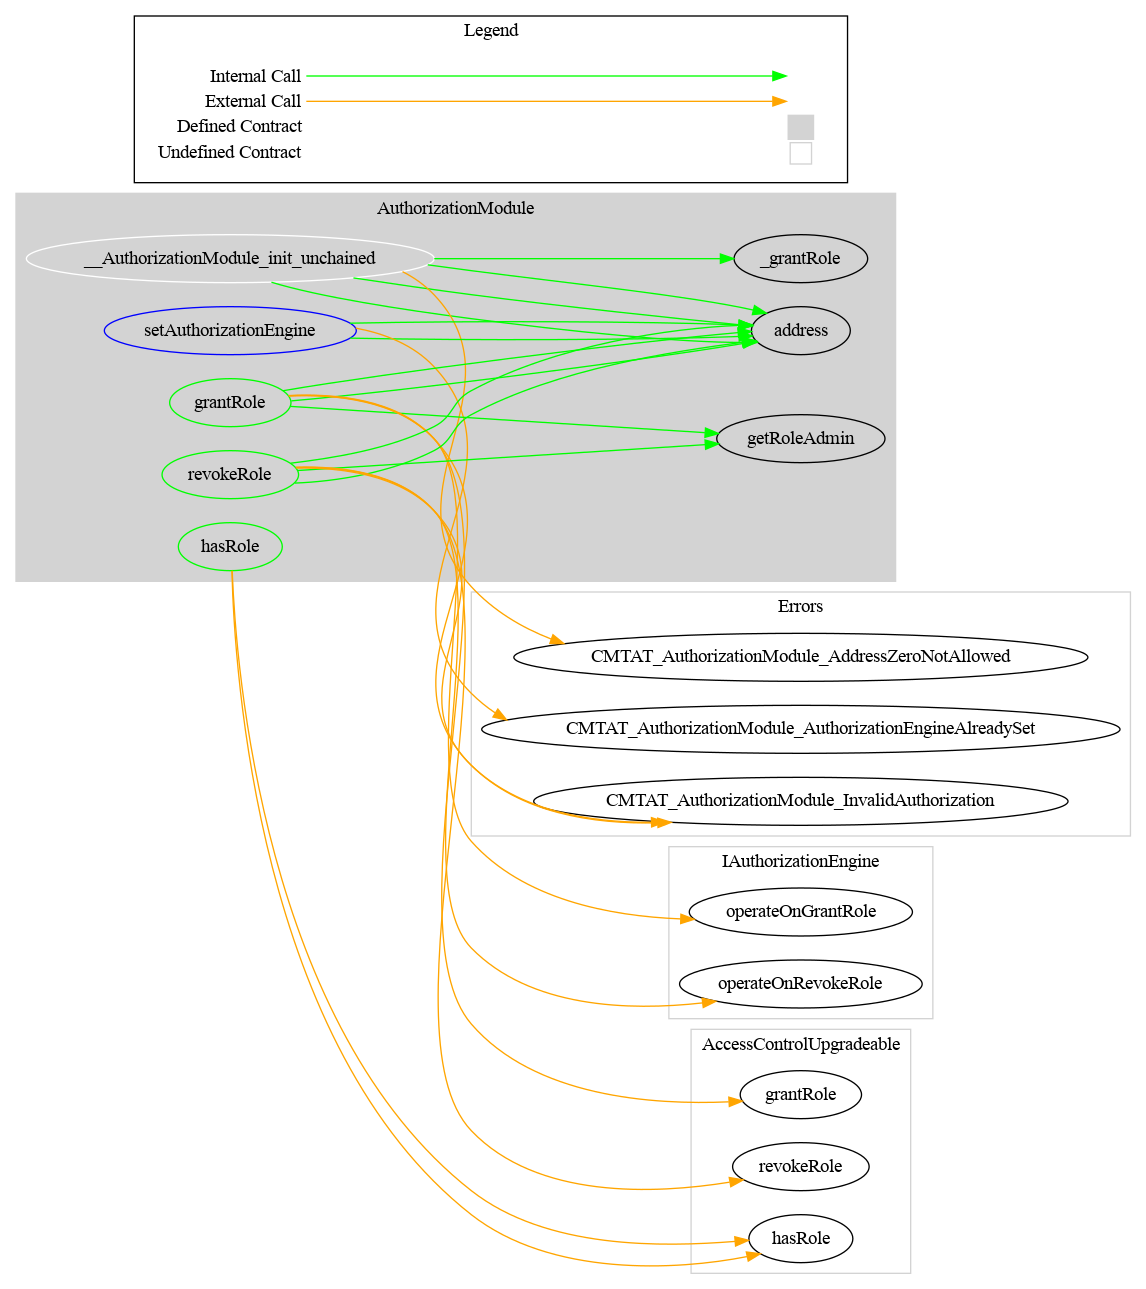 Legend
Internal Call
External Call
Defined Contract
Undefined Contract
AuthorizationModule
__AuthorizationModule_init_unchained
_grantRole
setAuthorizationEngine
address
grantRole
getRoleAdmin
revokeRole
hasRole
Errors
CMTAT_AuthorizationModule_AddressZeroNotAllowed
CMTAT_AuthorizationModule_AuthorizationEngineAlreadySet
CMTAT_AuthorizationModule_InvalidAuthorization
IAuthorizationEngine
operateOnGrantRole
operateOnRevokeRole
AccessControlUpgradeable
grantRole
revokeRole
hasRole